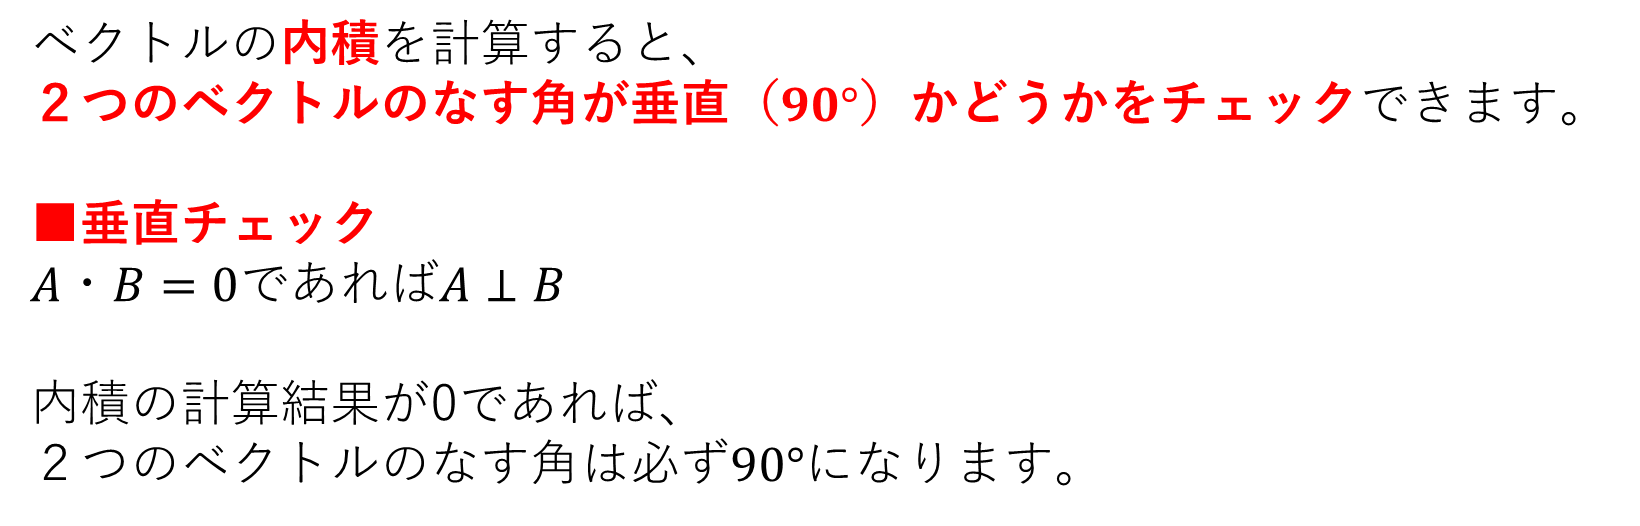 ベクトルの内積を計算すると、
２つのベクトルのなす角が垂直（90°）かどうかをチェックできます。
■垂直チェック
A・B = 0であればA ⊥ B
内積の計算結果が0であれば、
２つのベクトルのなす角は必ず90°になります。